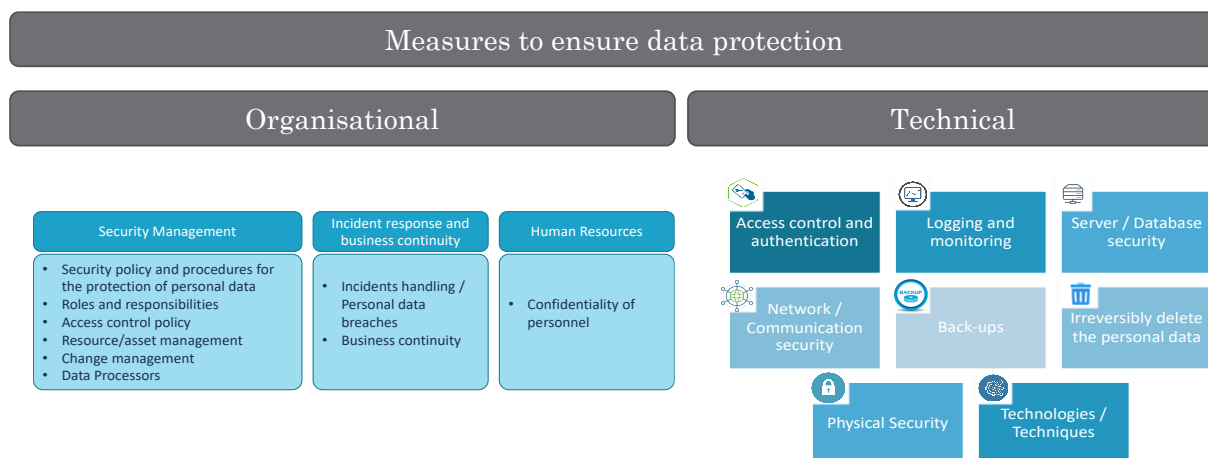 Measures to ensure data protection
Organisational
Technical
Security Management
• Security policy and procedures for
the protection of personal data
• Roles and responsibilities
• Access control policy
• Resource/asset management
• Change management
• Data Processors
Incident response and
business continuity
• Incidents handling /
Personal data
breaches
• Business continuity
Human Resources
• Confidentiality of
personnel
Access control and
authentication
Logging and
monitoring
Server / Database
security
Network /
Communication
security
BACKUP
Back-ups
Irreversibly delete
the personal data
Physical Security
Technologies /
Techniques